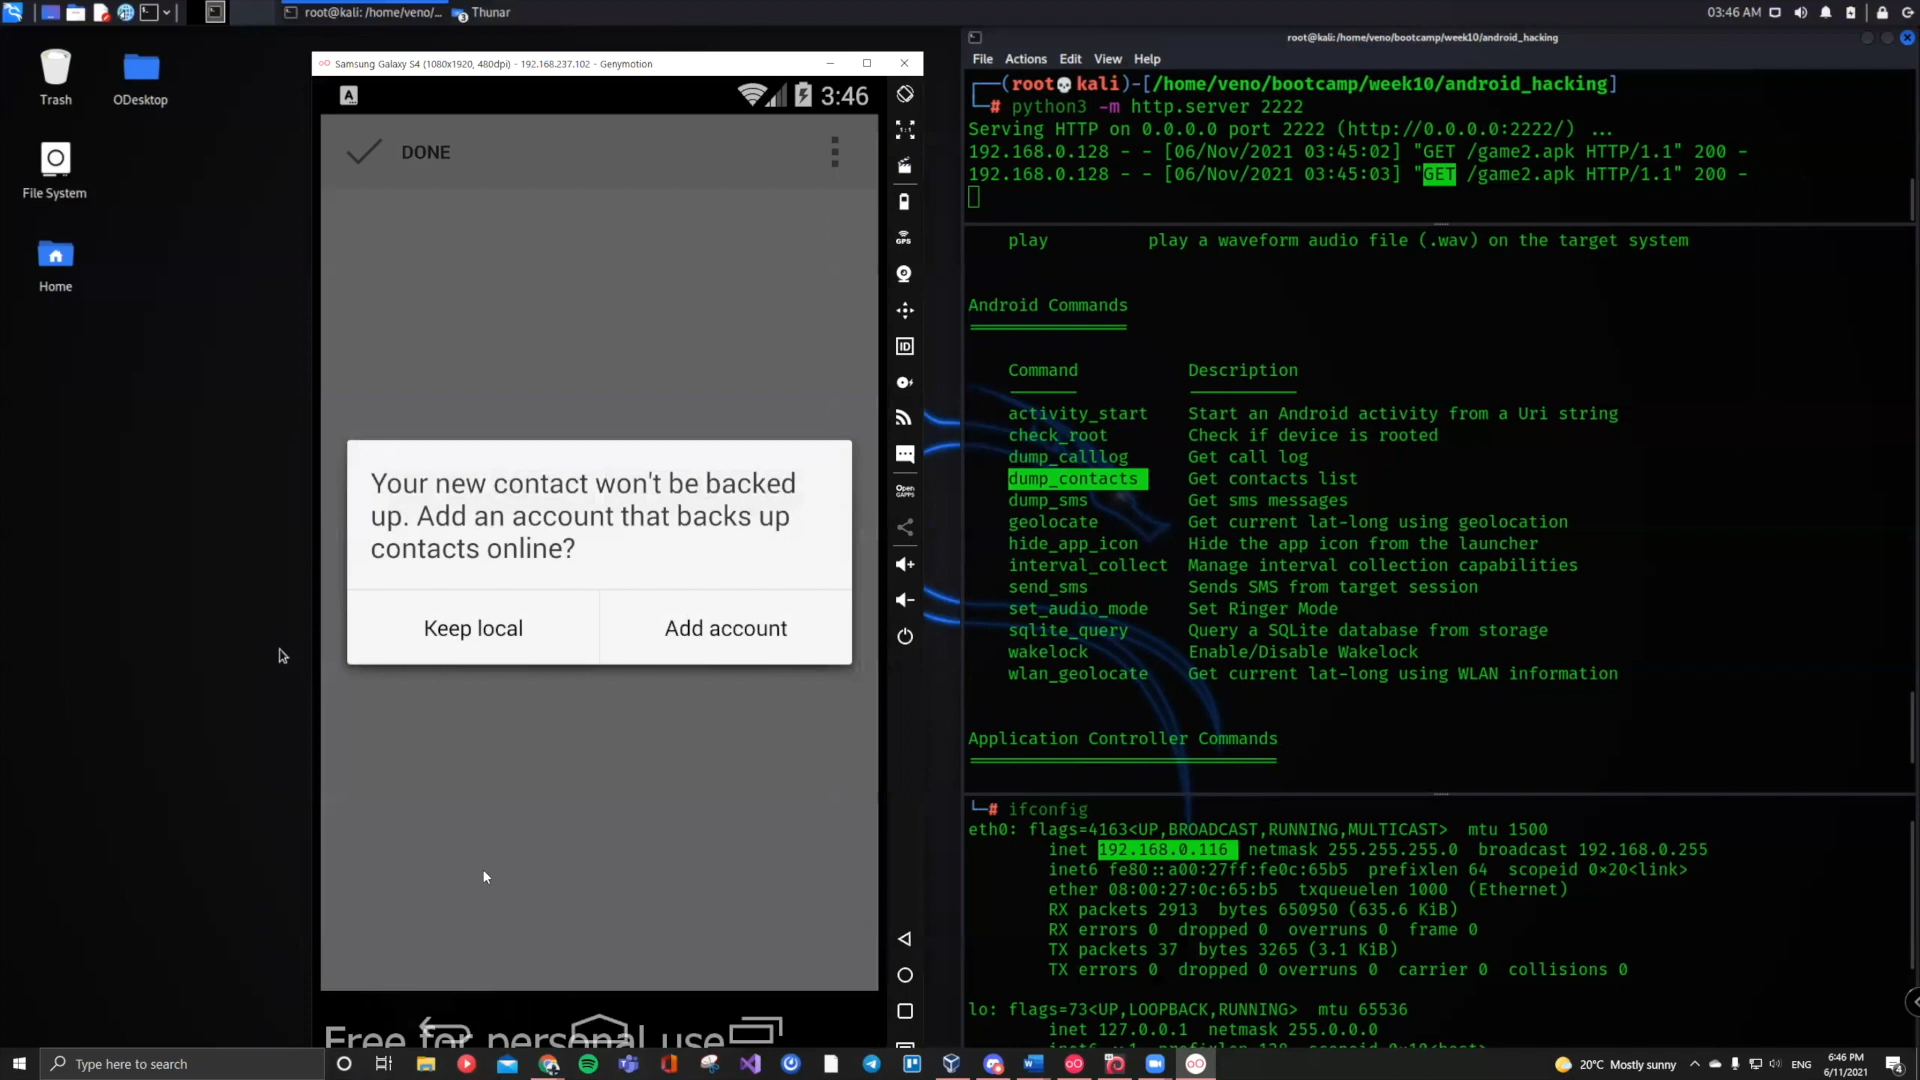 root@kali: /home/veno/...
Thunar
03:46 AM
Trash
ODesktop
File System
Home
Samsung Galaxy S4 (1080x1920, 480dpi) - 192.168.237.102 - Genymotion
A
3:46
DONE
Your new contact won't be backed
up. Add an account that backs up
contacts online?
Keep local
Add account
Free for personal use
1:1
GPS
ID
Open
GAPPS
root@kali:/home/veno/bootcamp/week10/android_hacking
File Actions Edit View Help
(root kali)-[/home/veno/bootcamp/week10/android_hacking]
# python3 -m http.server 2222
Serving HTTP on 0.0.0.0 port 2222 (http://0.0.0.0:2222/) ...
192.168.0.128 - - [06/Nov/2021 03:45:02] "GET /game2.apk HTTP/1.1" 200 -
192.168.0.128 - - [06/Nov/2021 03:45:03] "GET /game2.apk HTTP/1.1" 200 -
play play a waveform audio file (.wav) on the target system
Android Commands
Command Description
activity_start Start an Android activity from a Uri string
check_root Check if device is rooted
dump_calllog Get call log
dump_contacts Get contacts list
dump_sms Get sms messages
geolocate Get current lat-long using geolocation
hide_app_icon Hide the app icon from the launcher
interval_collect Manage interval collection capabilities
send_sms Sends SMS from target session
set_audio_mode Set Ringer Mode
sqlite_query Query a SQLite database from storage
wakelock Enable/Disable Wakelock
wlan_geolocate Get current lat-long using WLAN information
Application Controller Commands
# ifconfig
eth0: flags=4163<UP,BROADCAST,RUNNING,MULTICAST> mtu 1500
inet 192.168.0.116 netmask 255.255.255.0 broadcast 192.168.0.255
inet6 fe80::a00:27ff:fe0c:65b5 prefixlen 64 scopeid 0×20<link>
ether 08:00:27:0c:65:b5 txqueuelen 1000 (Ethernet)
RX packets 2913 bytes 650950 (635.6 KiB)
RX errors 0 dropped 0 overruns 0 frame 0
TX packets 37 bytes 3265 (3.1 KiB)
TX errors 0 dropped 0 overruns 0 carrier 0 collisions 0
lo: flags=73<UP,LOOPBACK,RUNNING> mtu 65536
inet 127.0.0.1 netmask 255.0.0.0
Type here to search
20°C Mostly sunny
ENG
6:46 PM
6/11/2021